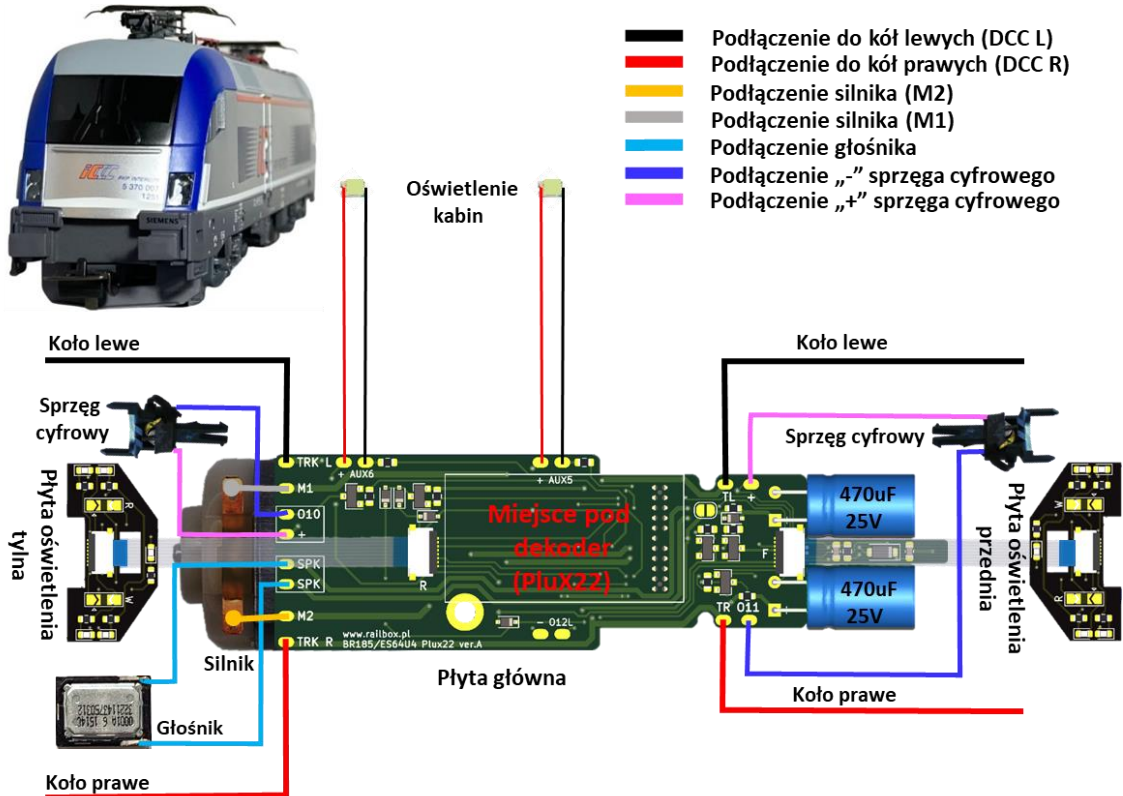 Podłączenie do kół lewych (DCC L)
Podłączenie do kół prawych (DCC R)
Podłączenie silnika (M2)
Podłączenie silnika (M1)
Podłączenie głośnika
Podłączenie „-” sprzęga cyfrowego
Podłączenie „+” sprzęga cyfrowego
SIEMENS
Oświetlenie
kabin
Koło lewe
Koło lewe
Sprzęg
cyfrowy
Sprzęg cyfrowy
Płyta oświetlenia
tylna
Płyta oświetlenia
przednia
TRK*L
+ AUX6
+ AUX5
TL
+
M1
O10
+
SPK
SPK
M2
TRK R
R
W
R
Miejsce pod
dekoder
(PluX22)
F
470uF
25V
470uF
25V
W
R
TR O11
- O12L
www.railbox.pl
BR185/ES64U4 Plux22 ver.A
Silnik
Płyta główna
Koło prawe
Głośnik
Koło prawe